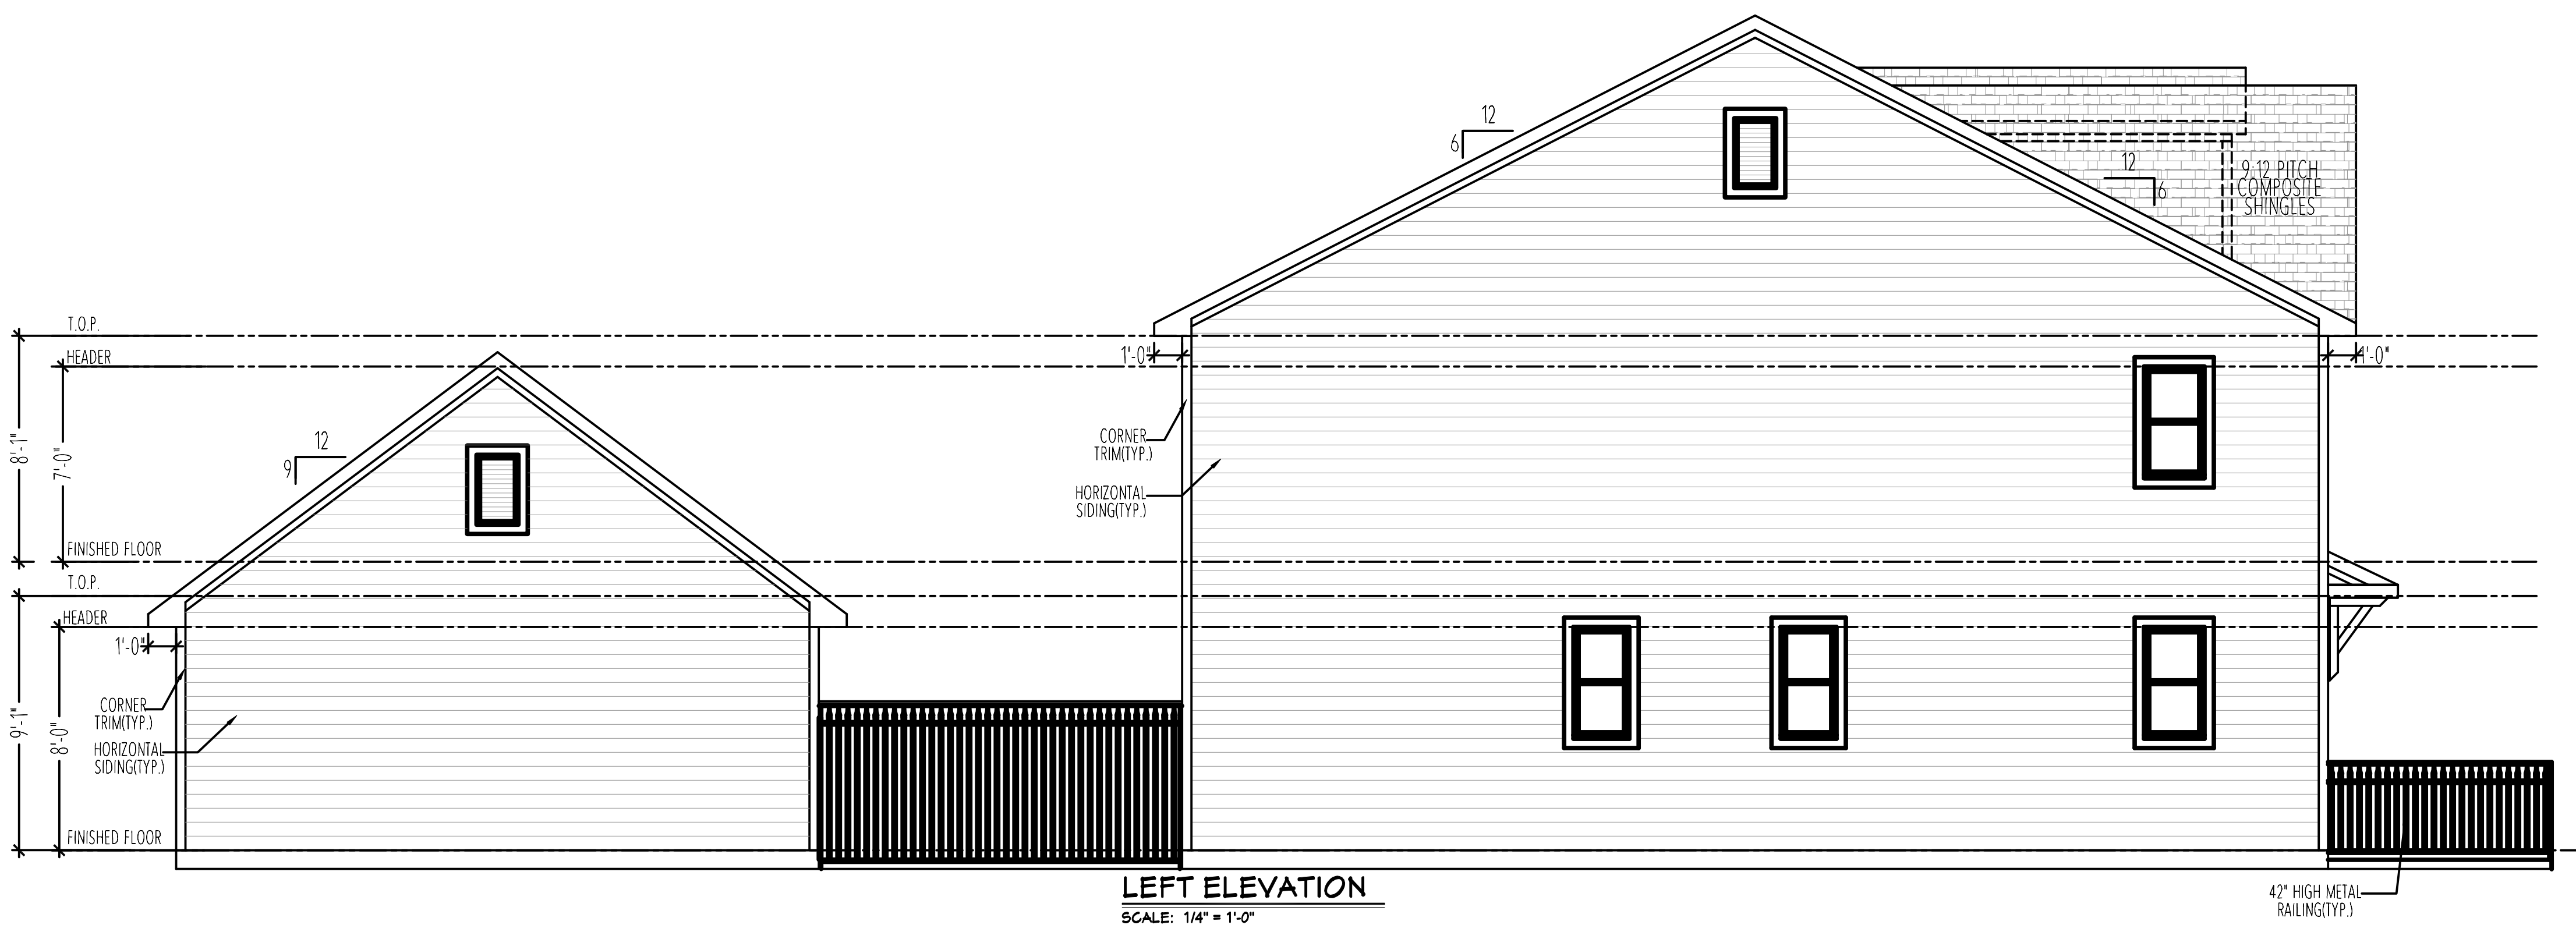 12
6
12
6
9:12 PITCH
COMPOSITE
SHINGLES
T.O.P.
HEADER
1'-0"
1'-0"
8'-1"
7'-0"
12
9
CORNER
TRIM(TYP.)
HORIZONTAL
SIDING(TYP.)
FINISHED FLOOR
T.O.P.
HEADER
1'-0"
9'-1"
8'-0"
CORNER
TRIM(TYP.)
HORIZONTAL
SIDING(TYP.)
FINISHED FLOOR
LEFT ELEVATION
SCALE: 1/4" = 1'-0"
42" HIGH METAL
RAILING(TYP.)